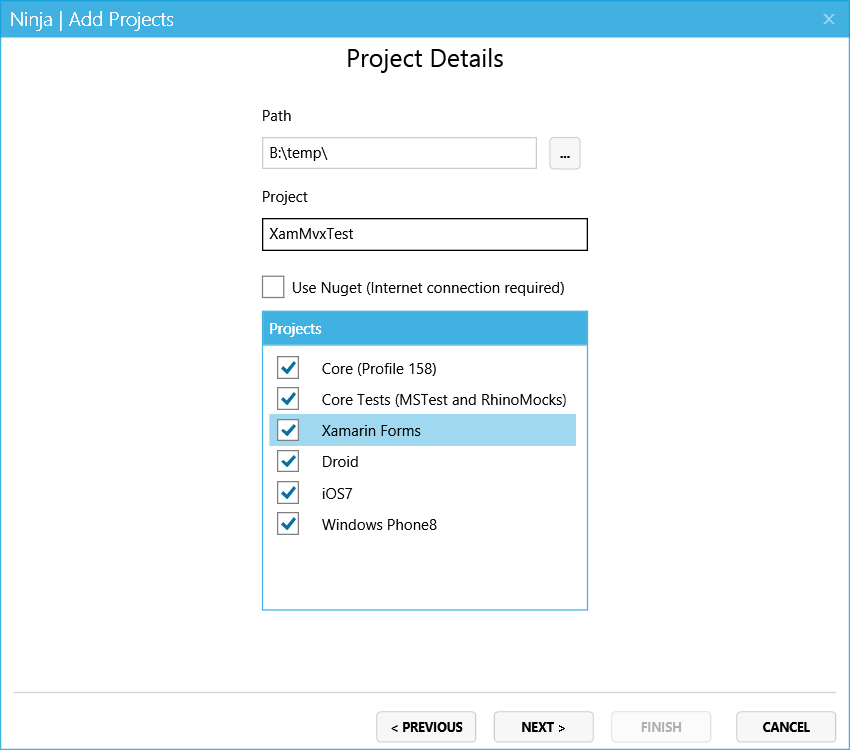 Ninja | Add Projects
Project Details
Path
B:\temp\
...
Project
XamMvxTest
Use Nuget (Internet connection required)
Projects
Core (Profile 158)
Core Tests (MSTest and RhinoMocks)
Xamarin Forms
Droid
iOS7
Windows Phone8
< PREVIOUS
NEXT >
FINISH
CANCEL